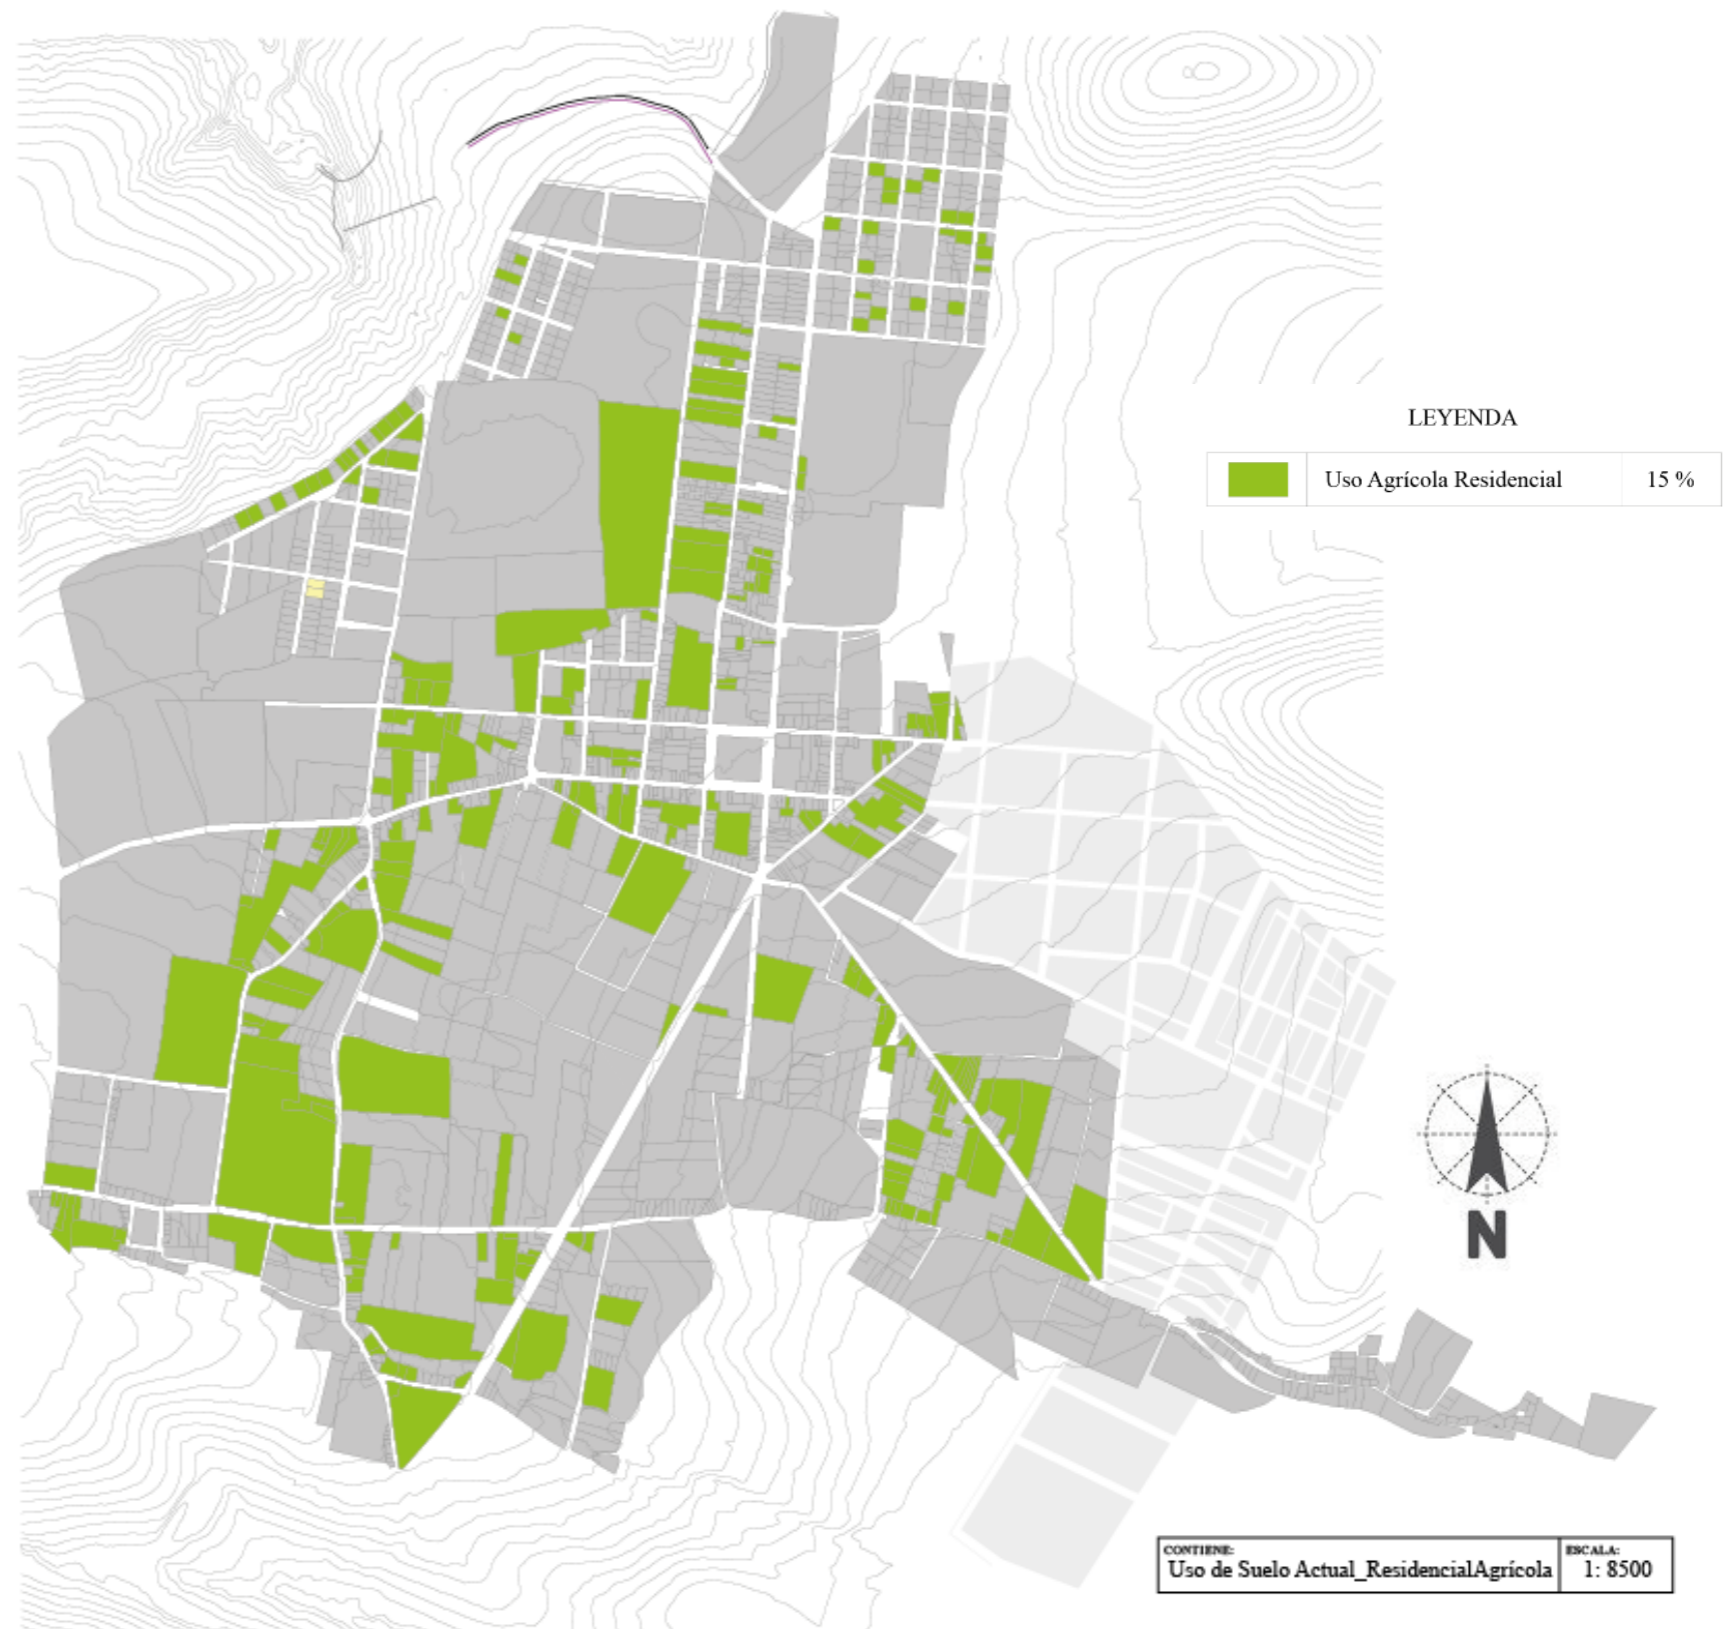 LEYENDA
Uso Agrícola Residencial 15 %
N
CONTIENE: ESCALA:
Uso de Suelo Actual_ResidencialAgrícola 1: 8500